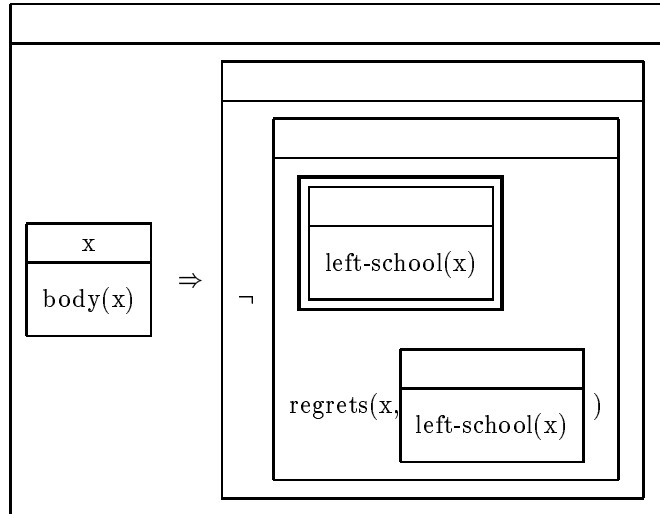 left-school(x)
x
body(x)
⇒
¬
regrets(x,
left-school(x)
)